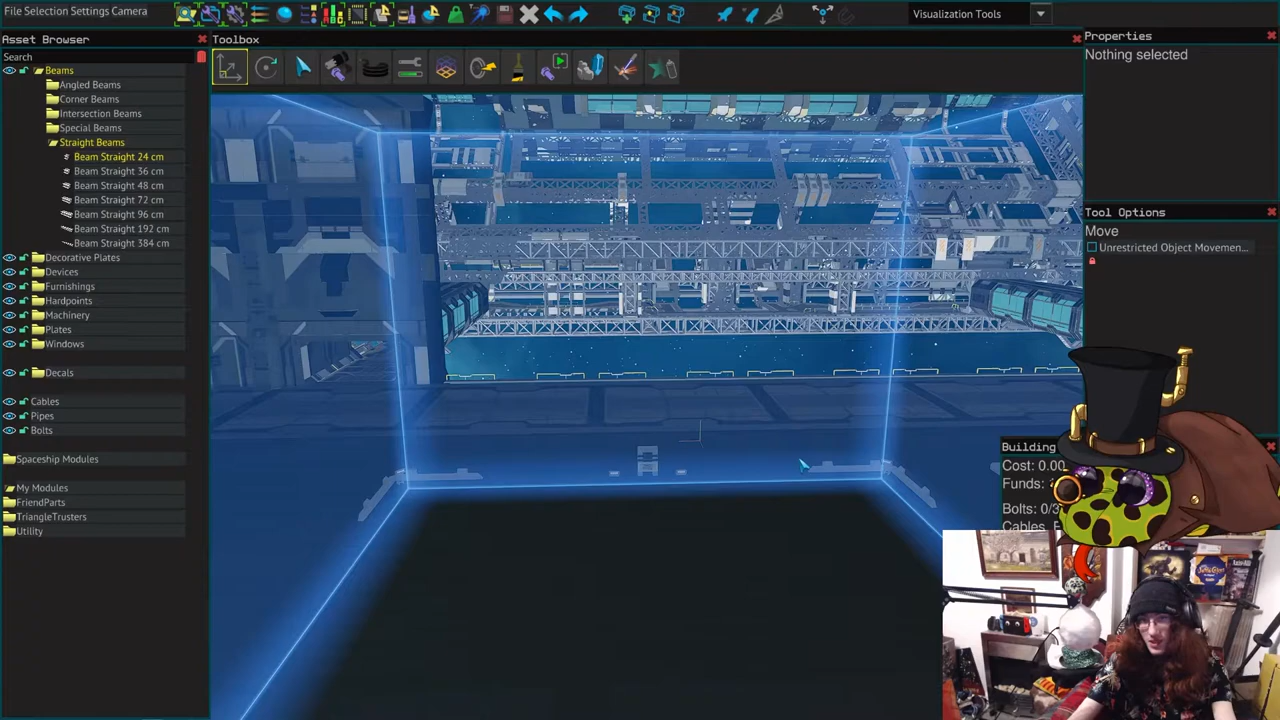 File Selection Settings Camera
Visualization Tools
Asset Browser
Toolbox
Properties
Search
Nothing selected
Beams
Angled Beams
Corner Beams
Intersection Beams
Special Beams
Straight Beams
Beam Straight 24 cm
Beam Straight 36 cm
Beam Straight 48 cm
Beam Straight 72 cm
Beam Straight 96 cm
Beam Straight 192 cm
Beam Straight 384 cm
Decorative Plates
Devices
Furnishings
Hardpoints
Machinery
Plates
Windows
Decals
Cables
Pipes
Bolts
Spaceship Modules
My Modules
FriendParts
TriangleTrusters
Utility
Tool Options
Move
Unrestricted Object Movemen...
Building
Cost: 0.00
Funds:
Bolts: 0/3
Cables,